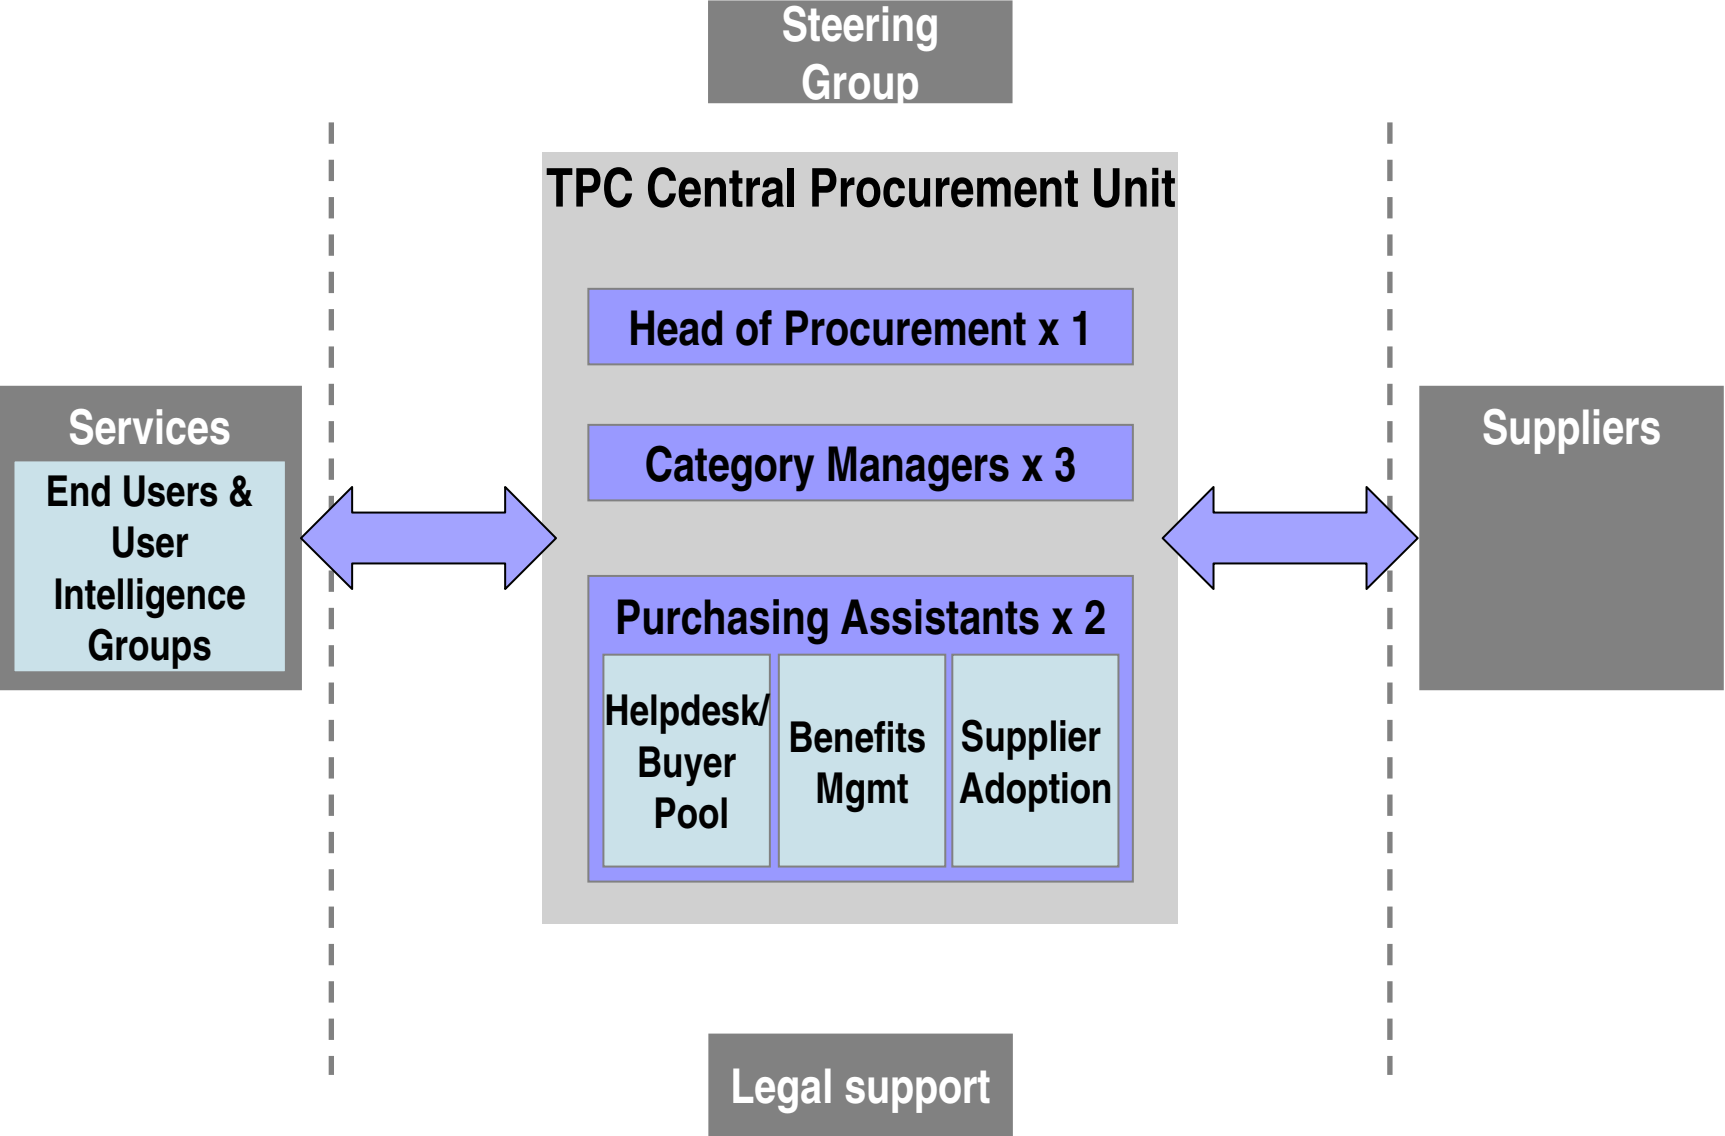 Steering
Group
TPC Central Procurement Unit
Head of Procurement x 1
Category Managers x 3
Services
End Users &
User
Intelligence
Groups
Suppliers
Purchasing Assistants x 2
Helpdesk/
Buyer
Pool
Benefits
Mgmt
Supplier
Adoption
Legal support